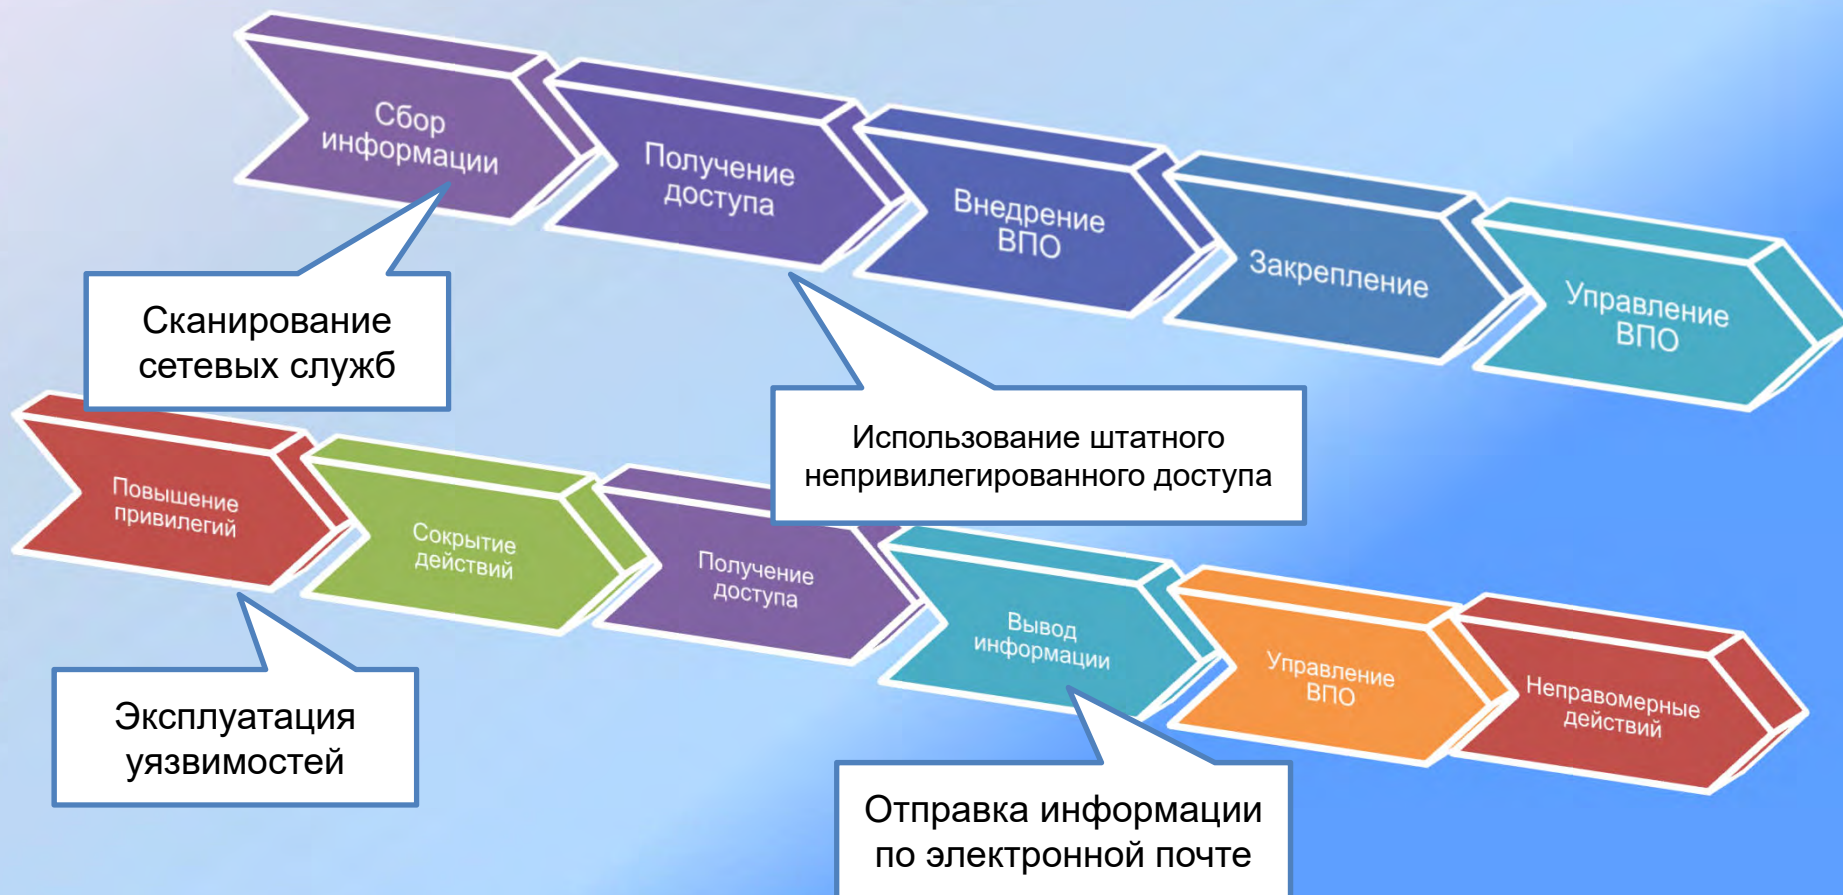 Сбор
информации
Получение
доступа
Внедрение
ВПО
Закрепление
Управление
ВПО
Сканирование
сетевых служб
Использование штатного
непривилегированного доступа
Повышение
привилегий
Сокрытие
действий
Получение
доступа
Вывод
информации
Управление
ВПО
Неправомерные
действий
Эксплуатация
уязвимостей
Отправка информации
по электронной почте